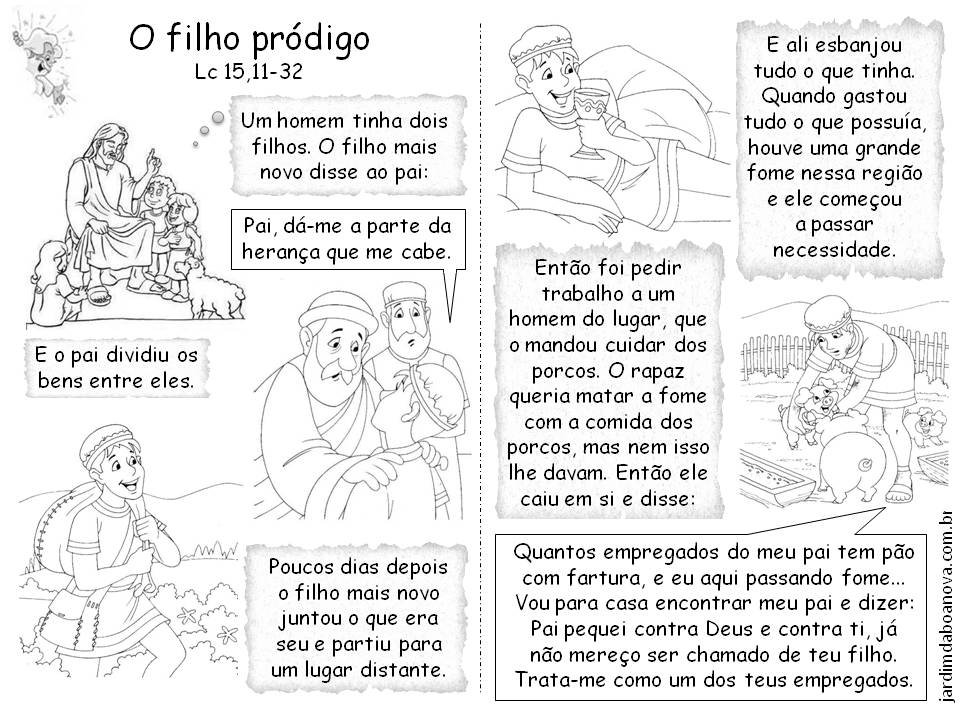 O filho pródigo
Lc 15,11-32
Um homem tinha dois
filhos. O filho mais
novo disse ao pai:
Pai, dá-me a parte da
herança que me cabe.
E o pai dividiu os
bens entre eles.
Poucos dias depois
o filho mais novo
juntou o que era
seu e partiu para
um lugar distante.
E ali esbanjou
tudo o que tinha.
Quando gastou
tudo o que possuía,
houve uma grande
fome nessa região
e ele começou
a passar
necessidade.
Então foi pedir
trabalho a um
homem do lugar, que
o mandou cuidar dos
porcos. O rapaz
queria matar a fome
com a comida dos
porcos, mas nem isso
lhe davam. Então ele
caiu em si e disse:
Quantos empregados do meu pai tem pão
com fartura, e eu aqui passando fome...
Vou para casa encontrar meu pai e dizer:
Pai pequei contra Deus e contra ti, já
não mereço ser chamado de teu filho.
Trata-me como um dos teus empregados.
jardimdaboanova.com.br